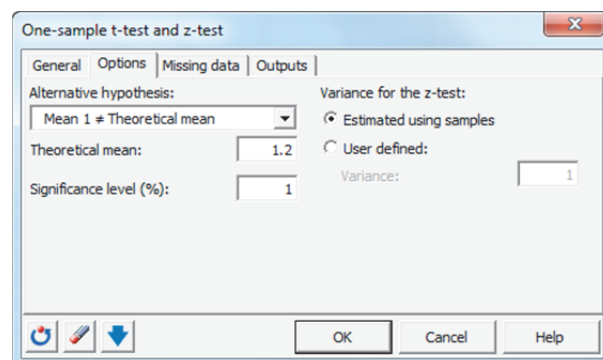 One-sample t-test and z-test
General Options Missing data Outputs
Alternative hypothesis:
Mean 1 ≠ Theoretical mean
Theoretical mean: 1.2
Significance level (%): 1
Variance for the z-test:
Estimated using samples
User defined:
Variance: 1
OK Cancel Help